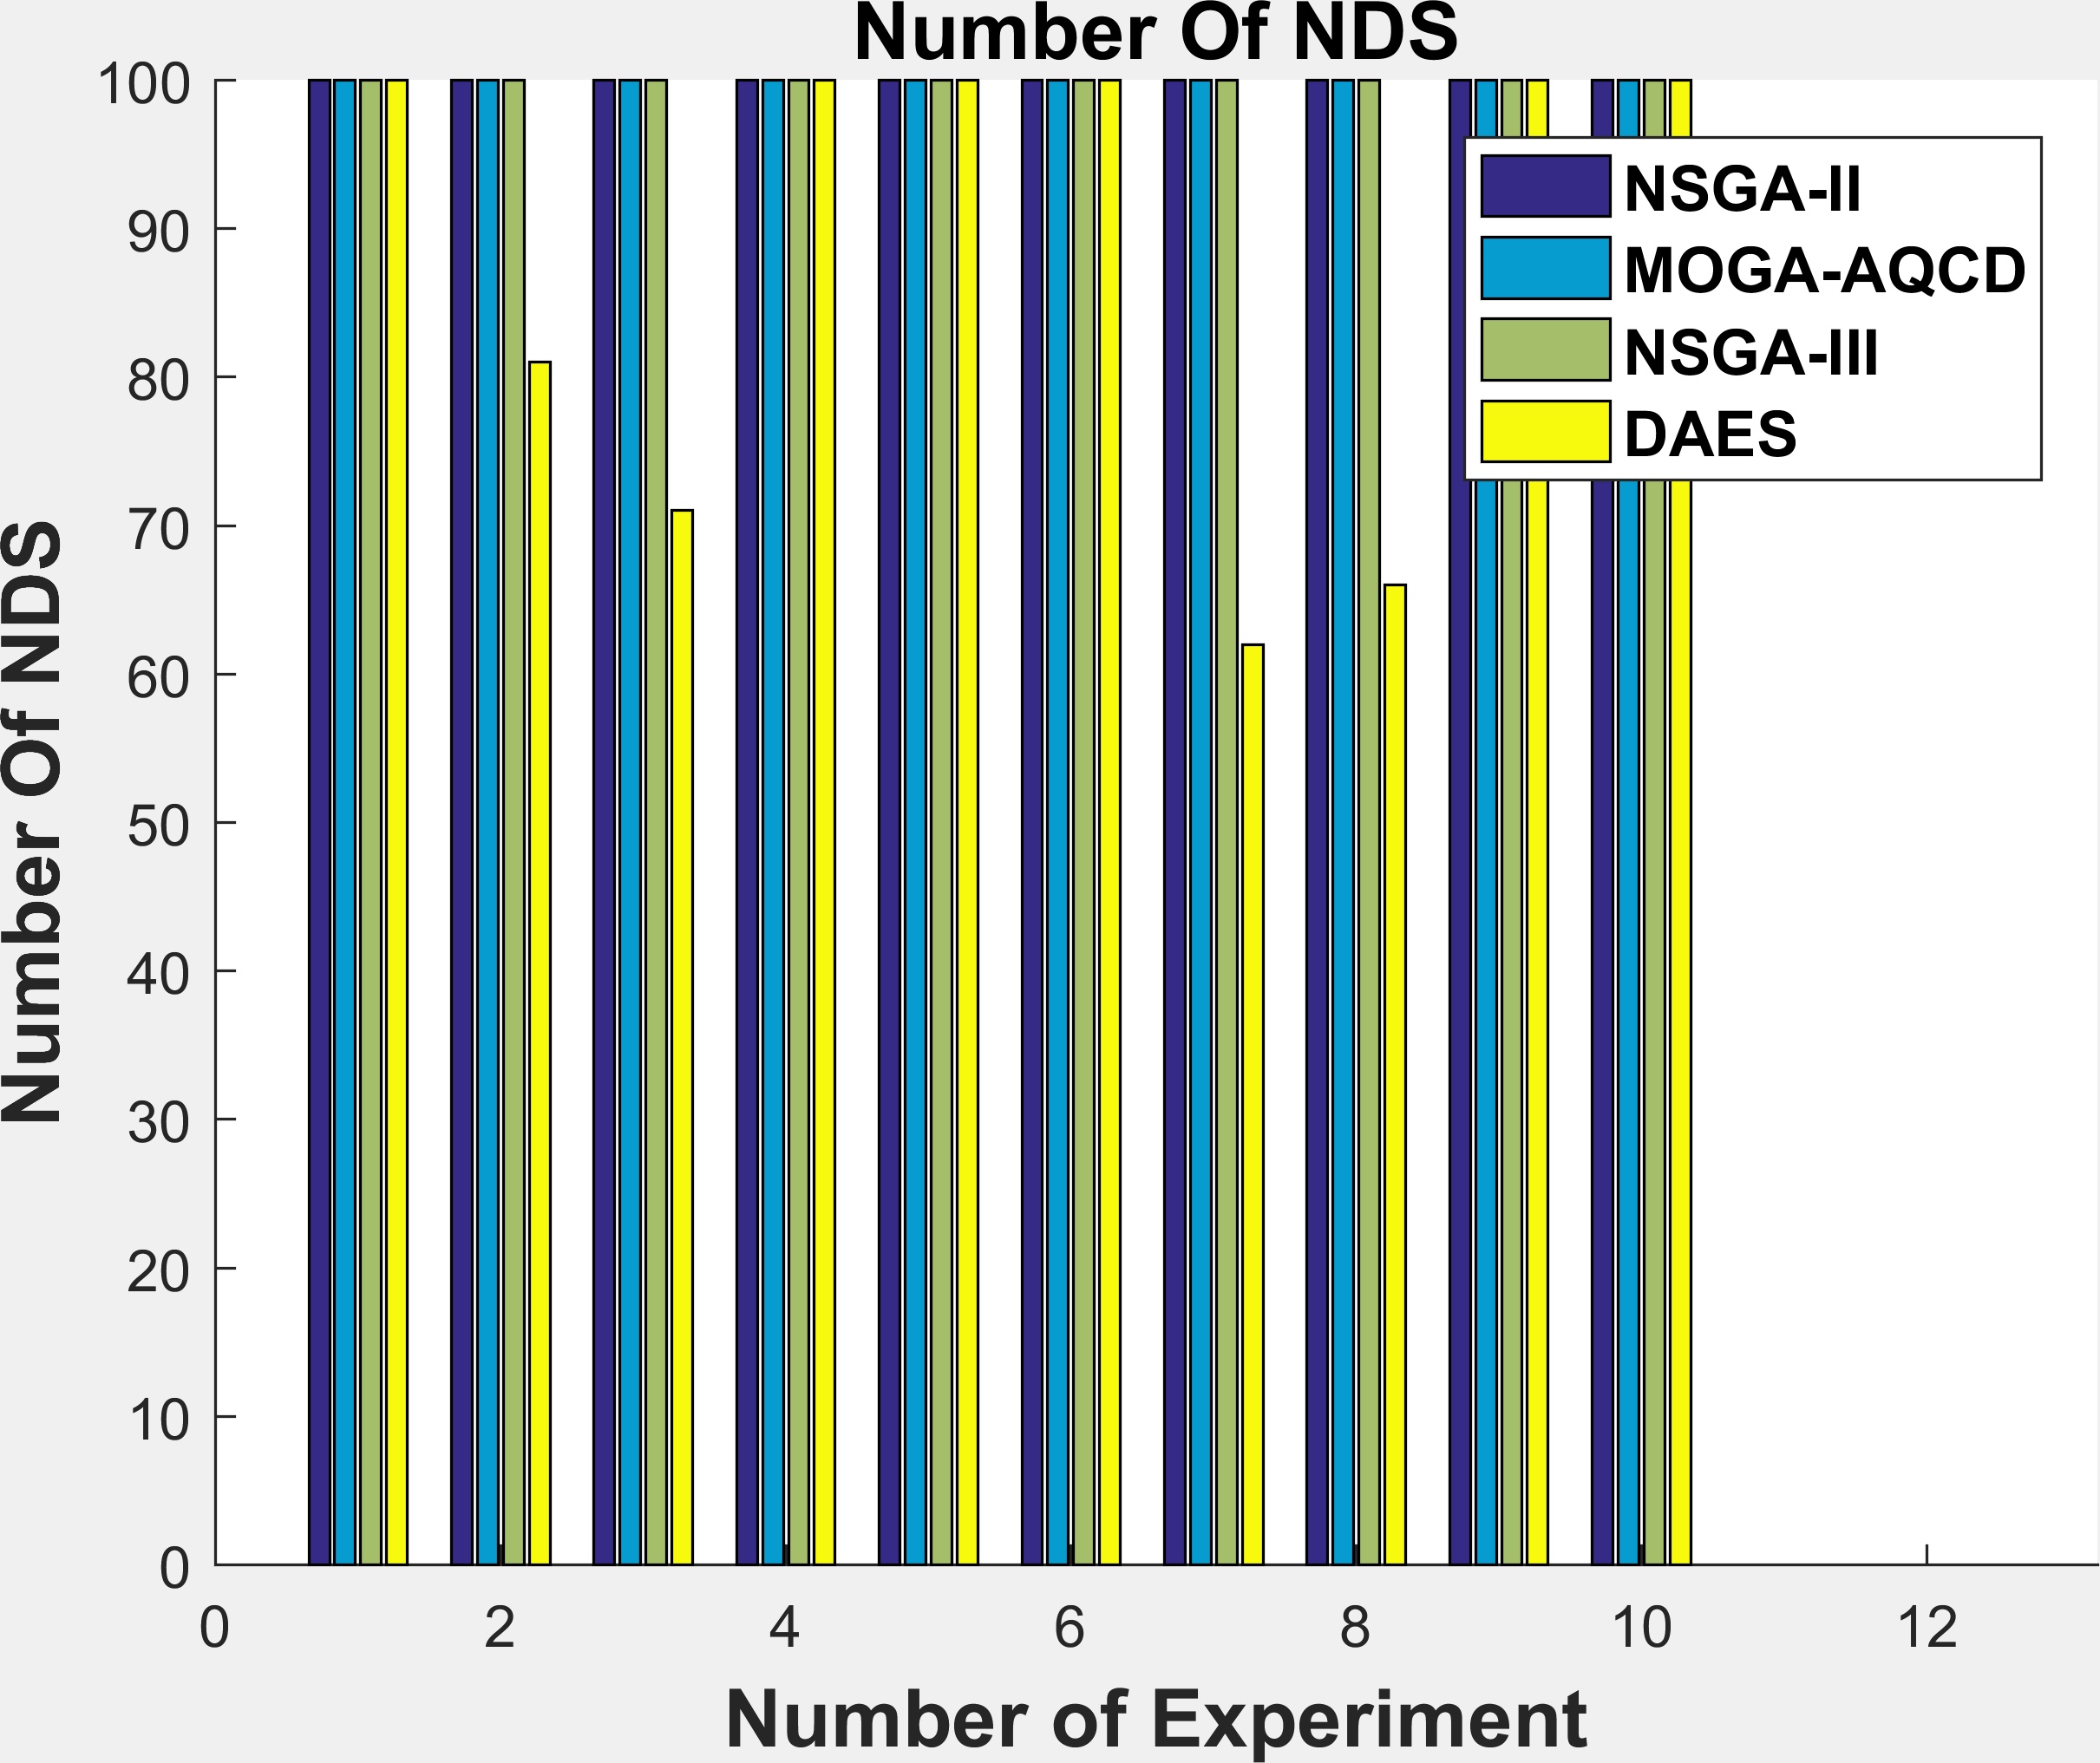 Number Of NDS
100
90
80
70
60
50
40
30
20
10
0
Number Of NDS
NSGA-II
MOGA-AQCD
NSGA-III
DAES
0 2 4 6 8 10 12
Number of Experiment